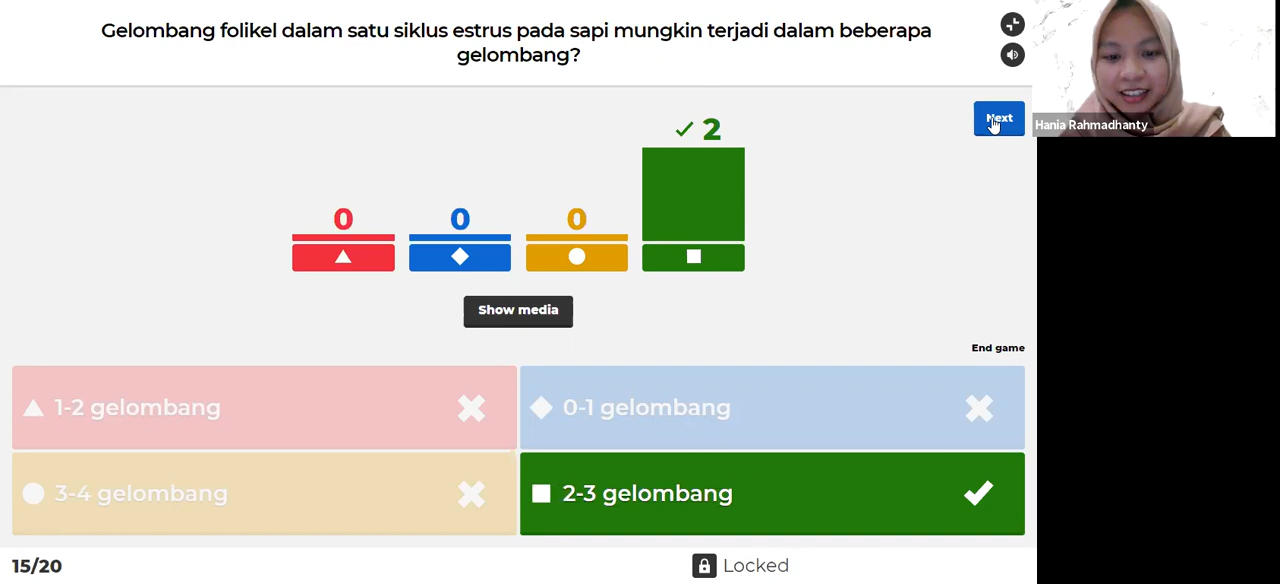 Gelombang folikel dalam satu siklus estrus pada sapi mungkin terjadi dalam beberapa
gelombang?
Next
Hania Rahmadhanty
0
0
0
2
Show media
End game
1-2 gelombang
0-1 gelombang
3-4 gelombang
2-3 gelombang
15/20
Locked